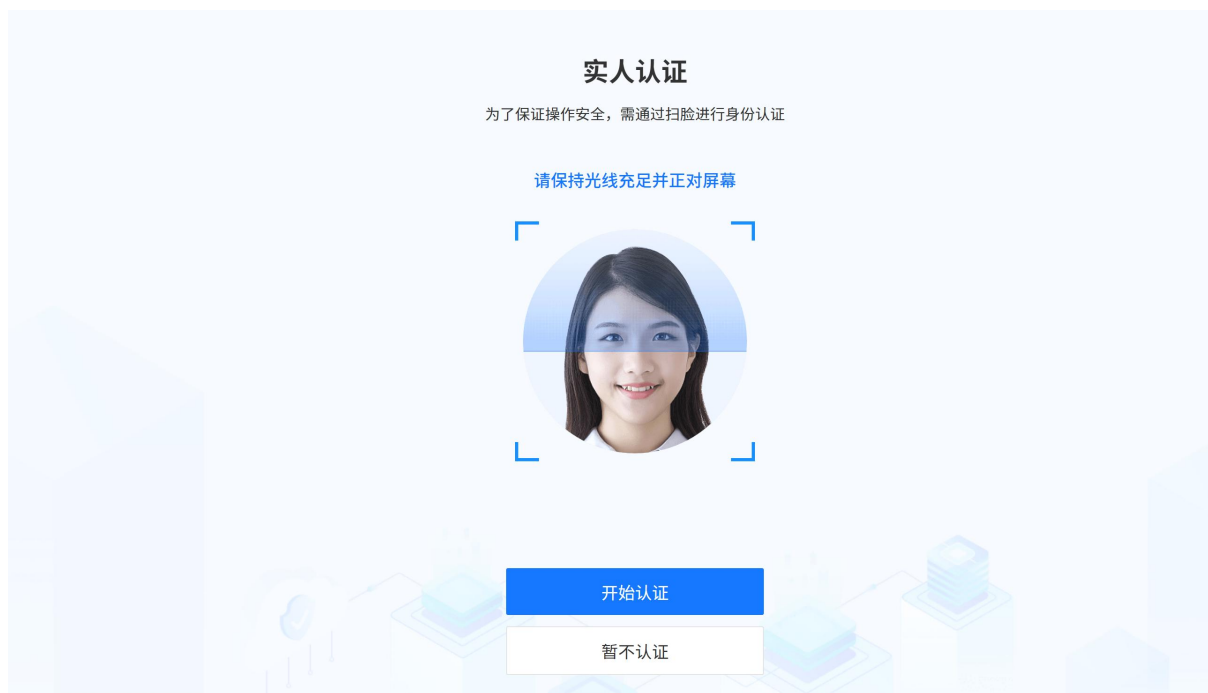 实人认证
为了保证操作安全，需通过扫脸进行身份认证
请保持光线充足并正对屏幕
开始认证
暂不认证